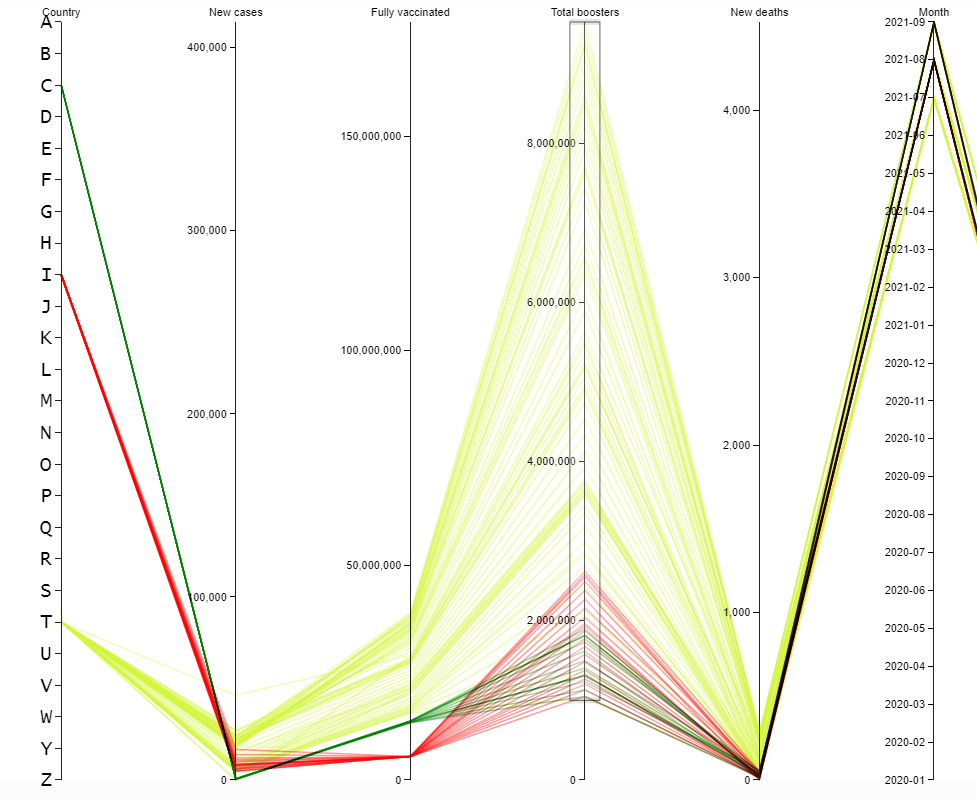 Country
New cases
Fully vaccinated
Total boosters
New deaths
Month
A
B
C
D
E
F
G
H
I
J
K
L
M
N
O
P
Q
R
S
T
U
V
W
Y
Z
400,000
300,000
200,000
100,000
0
150,000,000
100,000,000
50,000,000
0
8,000,000
6,000,000
4,000,000
2,000,000
0
4,000
3,000
2,000
1,000
0
2021-09
2021-08
2021-07
2021-06
2021-05
2021-04
2021-03
2021-02
2021-01
2020-12
2020-11
2020-10
2020-09
2020-08
2020-07
2020-06
2020-05
2020-04
2020-03
2020-02
2020-01